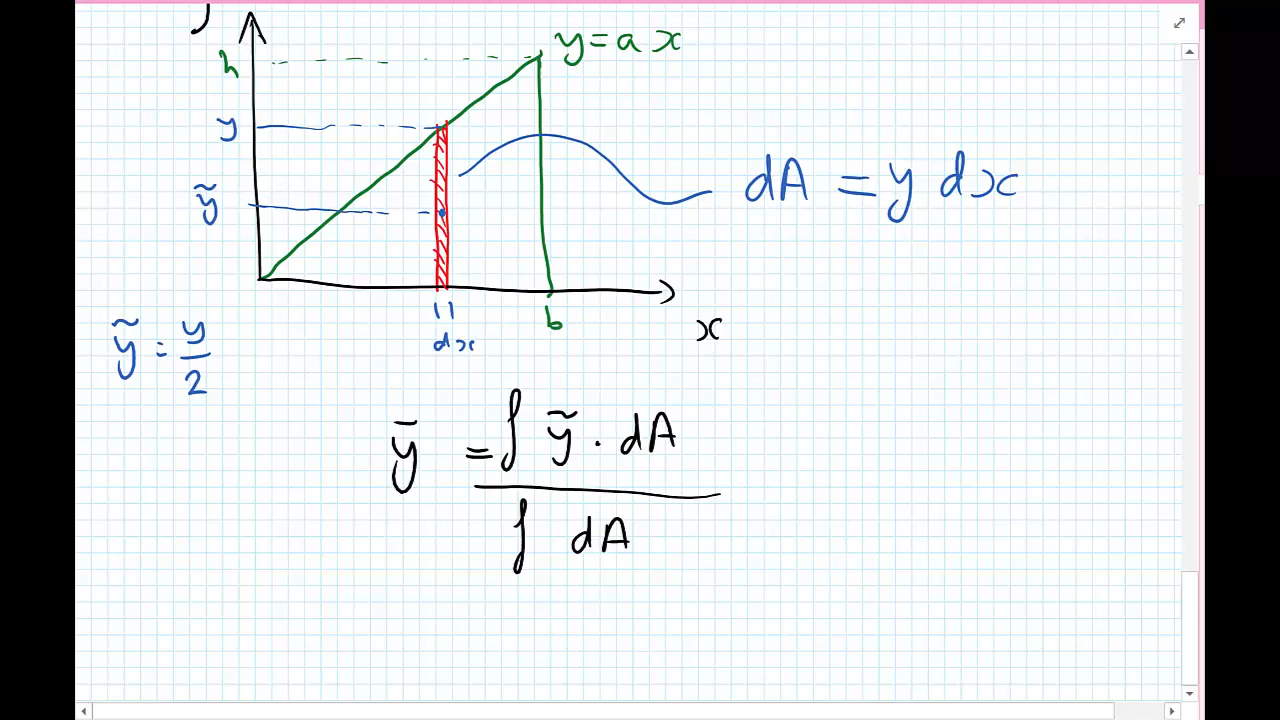 y = a x
h
y
dA = y dx
ỹ
b
dx
x
ỹ = y/2
ȳ = ∫ ỹ · dA
∫ dA